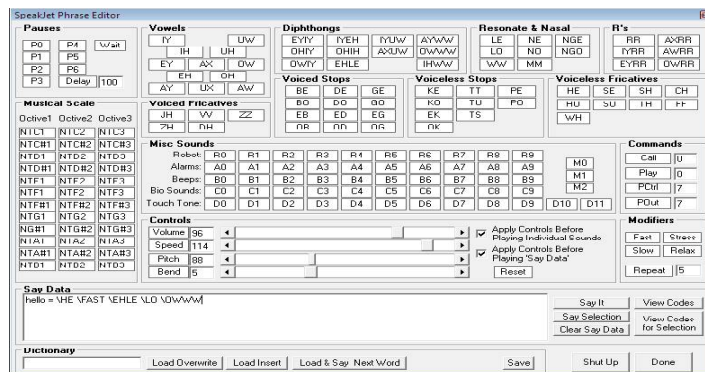 SpeakJet Phrase Editor
Pauses
P0 P4 Wait
P1 P5
P2 P6
P3 Delay 100
Vowels
IY UW
IH UH
EY AX OW
EH OH
AY UX AW
Diphthongs
EYIY IYEH IYUW AYWW
OHIY OHIH AXUW OWWW
OWIY EHLE IHWW
Resonate & Nasal
LE NE NGE
LO NO NGO
WW MM
R's
RR AXRR
IYRR AWRR
EYRR OWRR
Voiced Stops
BE DE GE
BO DO GO
EB ED EG
OB OD OG
Voiceless Stops
KE TT PE
KO TU PO
EK TS
OK
Voiceless Fricatives
HE SE SH CH
HO SO TH FF
WH
Musical Scale
Octive1 Octive2 Octive3
NTC1 NTC2 NTC3
NTC#1 NTC#2 NTC#3
NTD1 NTD2 NTD3
NTD#1 NTD#2 NTD#3
NTE1 NTE2 NTE3
NTF1 NTF2 NTF3
NTF#1 NTF#2 NTF#3
NTG1 NTG2 NTG3
NG#1 NTG#2 NTG#3
NTA1 NTA2 NTA3
NTA#1 NTA#2 NTA#3
Voiced Fricatives
JH VV ZZ
ZH DH
Misc Sounds
Robot: R0 R1 R2 R3 R4 R5 R6 R7 R8 R9
Alarms: A0 A1 A2 A3 A4 A5 A6 A7 A8 A9
Beeps: B0 B1 B2 B3 B4 B5 B6 B7 B8 B9
Bio Sounds: C0 C1 C2 C3 C4 C5 C6 C7 C8 C9
Touch Tone: D0 D1 D2 D3 D4 D5 D6 D7 D8 D9 D10 D11
M0
M1
M2
Commands
Call 0
Play 0
PCtrl 7
POut 7
Controls
Volume 96
Speed 114
Pitch 88
Bend 5
Apply Controls Before
Playing Individual Sounds
Apply Controls Before
Playing 'Say Data'
Reset
Modifiers
Fast Stress
Slow Relax
Repeat 5
Say Data
hello = \HE \FAST \EHLE \LO \OWWW
Say It View Codes
Say Selection View Codes
Clear Say Data for Selection
Dictionary
Load Overwrite Load Insert Load & Say Next Word Save Shut Up Done